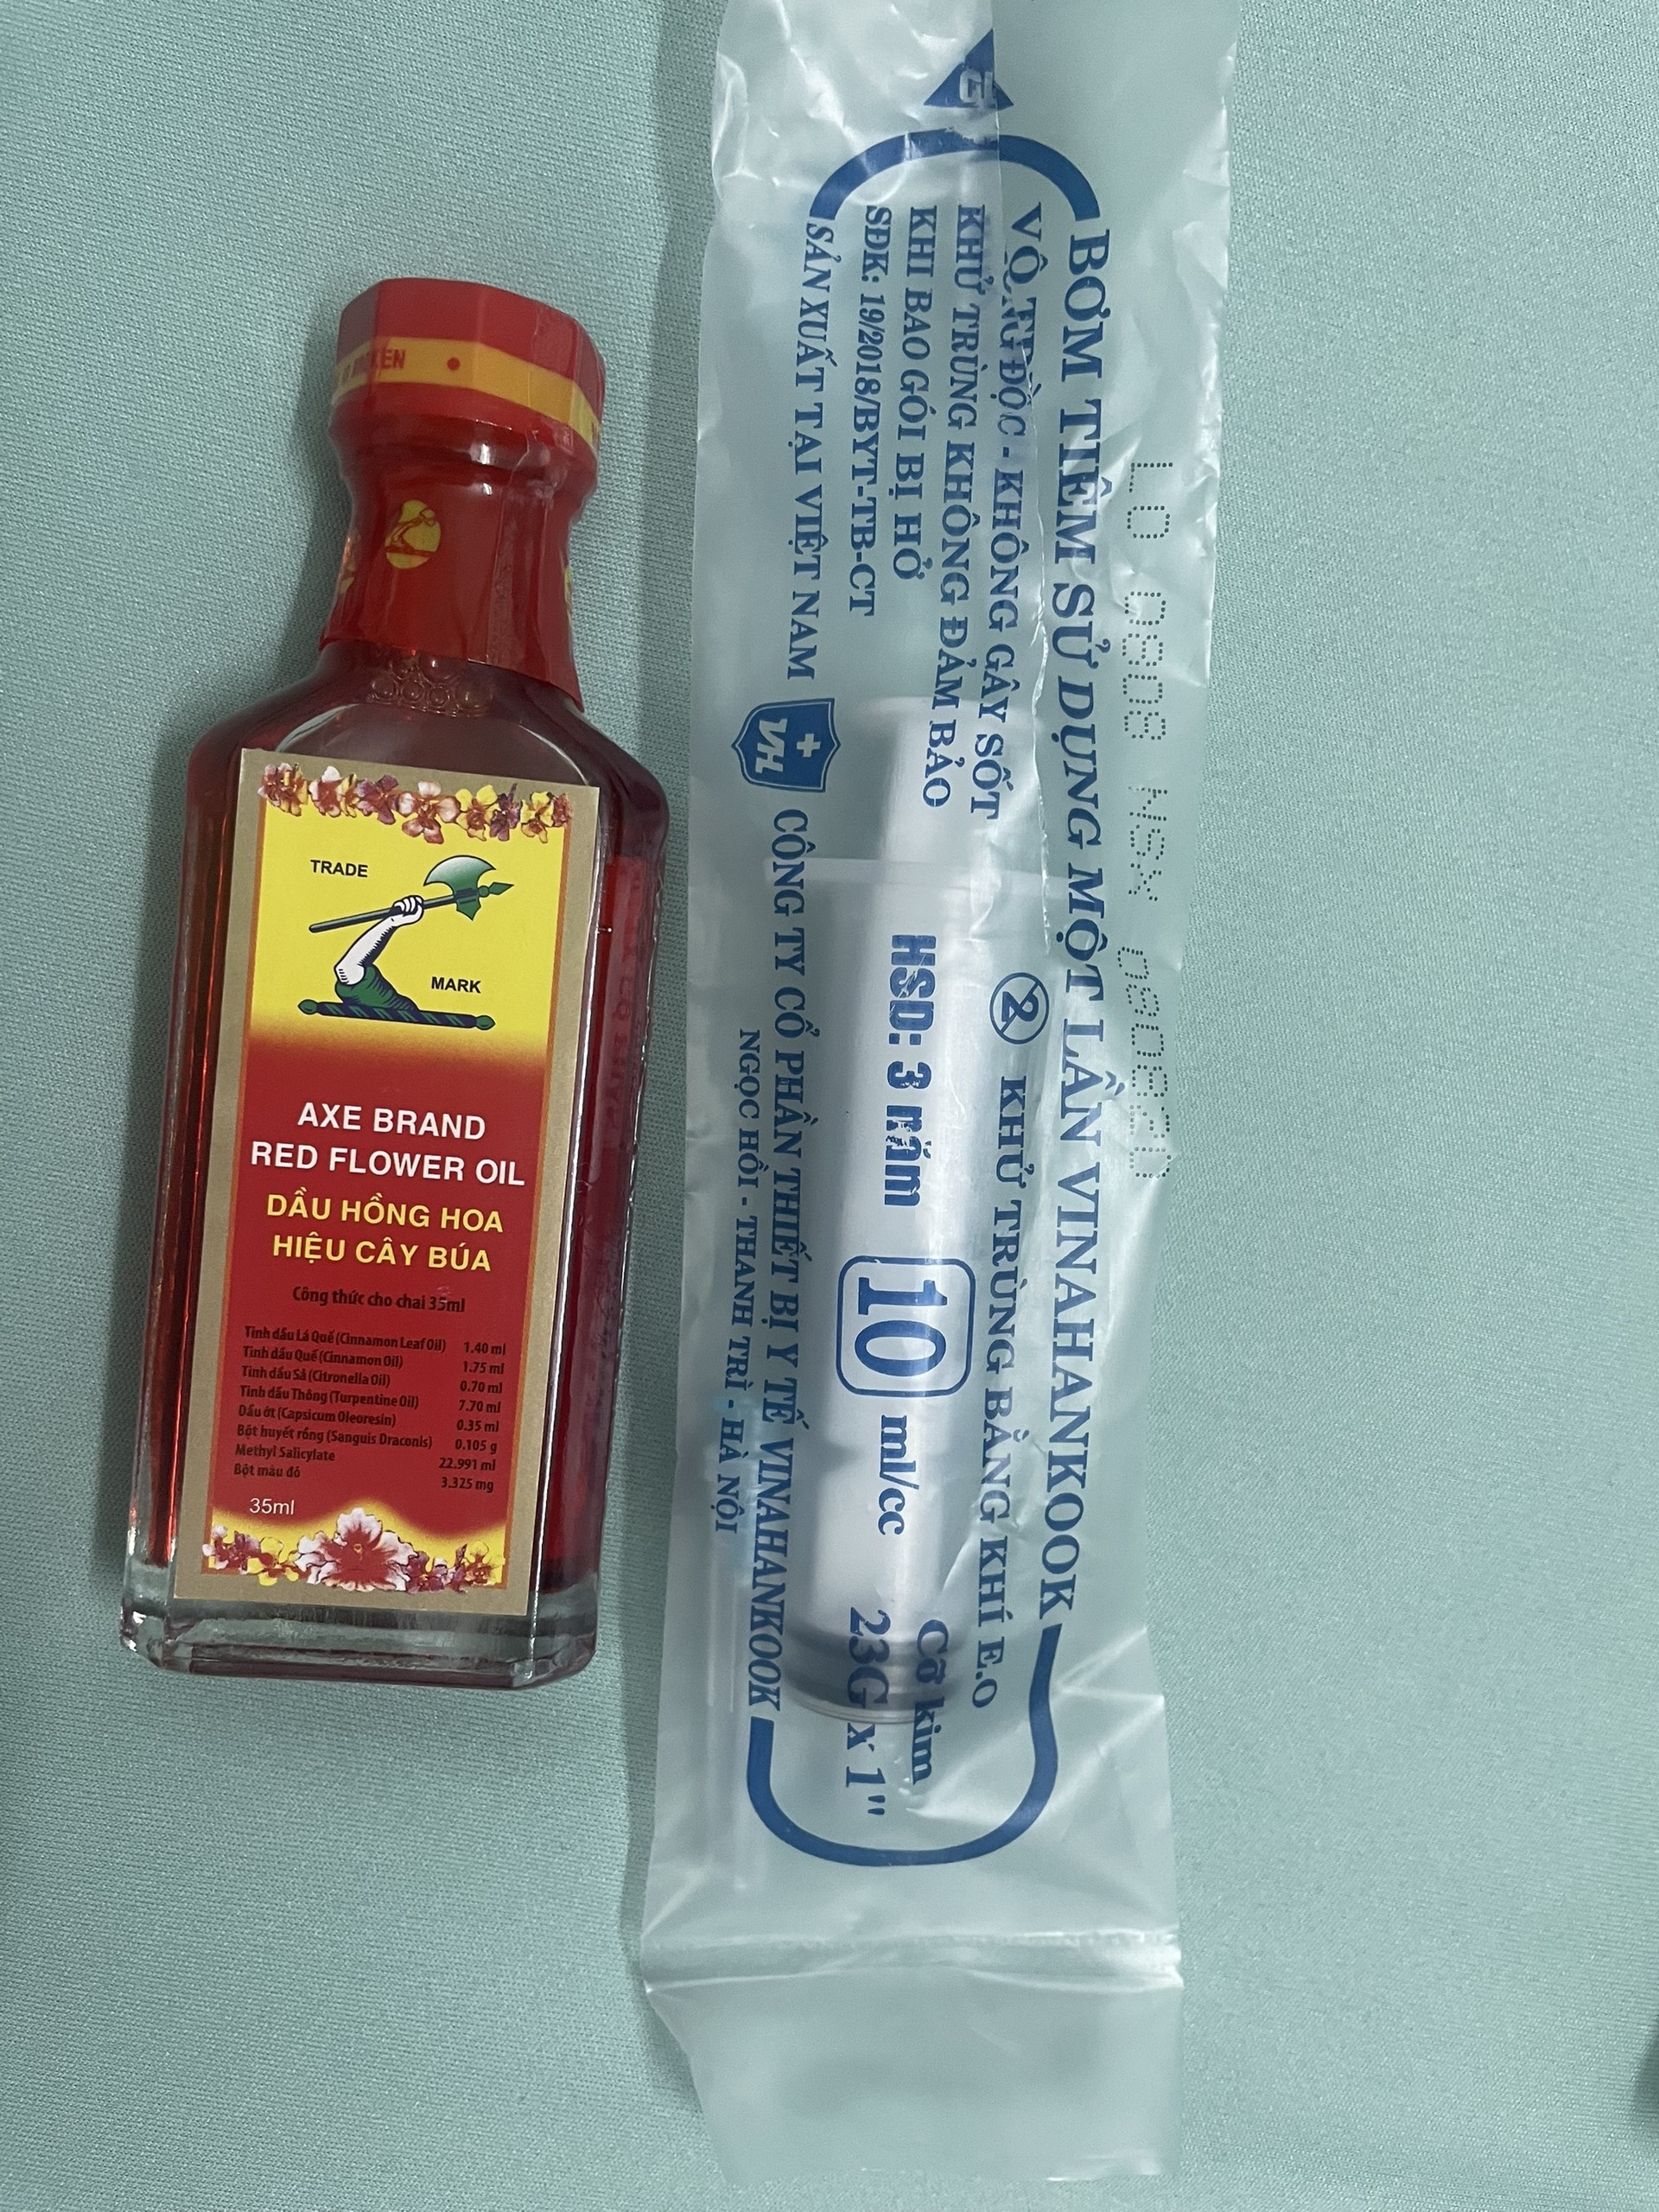 TRADE
MARK
AXE BRAND
RED FLOWER OIL
DẦU HỒNG HOA
HIỆU CÂY BÚA
Công thức cho chai 35ml
Tinh dầu Lá Quế (Cinnamon Leaf Oil) 1.40 ml
Tinh dầu Quế (Cinnamon Oil) 1.75 ml
Tinh dầu Sả (Citronella Oil) 0.70 ml
Tinh dầu Thông (Turpentine Oil) 7.70 ml
Dầu ớt (Capsicum Oleoresin) 0.35 ml
Bột huyết rồng (Sanguis Draconis) 0.105 g
Methyl Salicylate 22.991 ml
Bột màu đỏ 3.325 mg
35ml
BƠM TIÊM SỬ DỤNG MỘT LẦN VINAHANKOOK
VÔ ĐỘC - KHÔNG GÂY SỐT
KHỬ TRÙNG KHÔNG ĐẢM BẢO
KHI BAO GÓI BỊ HỞ
SĐK: 19/2018/BYT-TB-CT
SẢN XUẤT TẠI VIỆT NAM
2 KHỬ TRÙNG BẰNG KHÍ E.O
HSD: 3 năm
10 ml/cc
Cỡ kim
23G x 1"
VH CÔNG TY CỔ PHẦN THIẾT BỊ Y TẾ VINAHANKOOK
NGỌC HỒI - THANH TRÌ - HÀ NỘI
LO 0808 NSX 080820